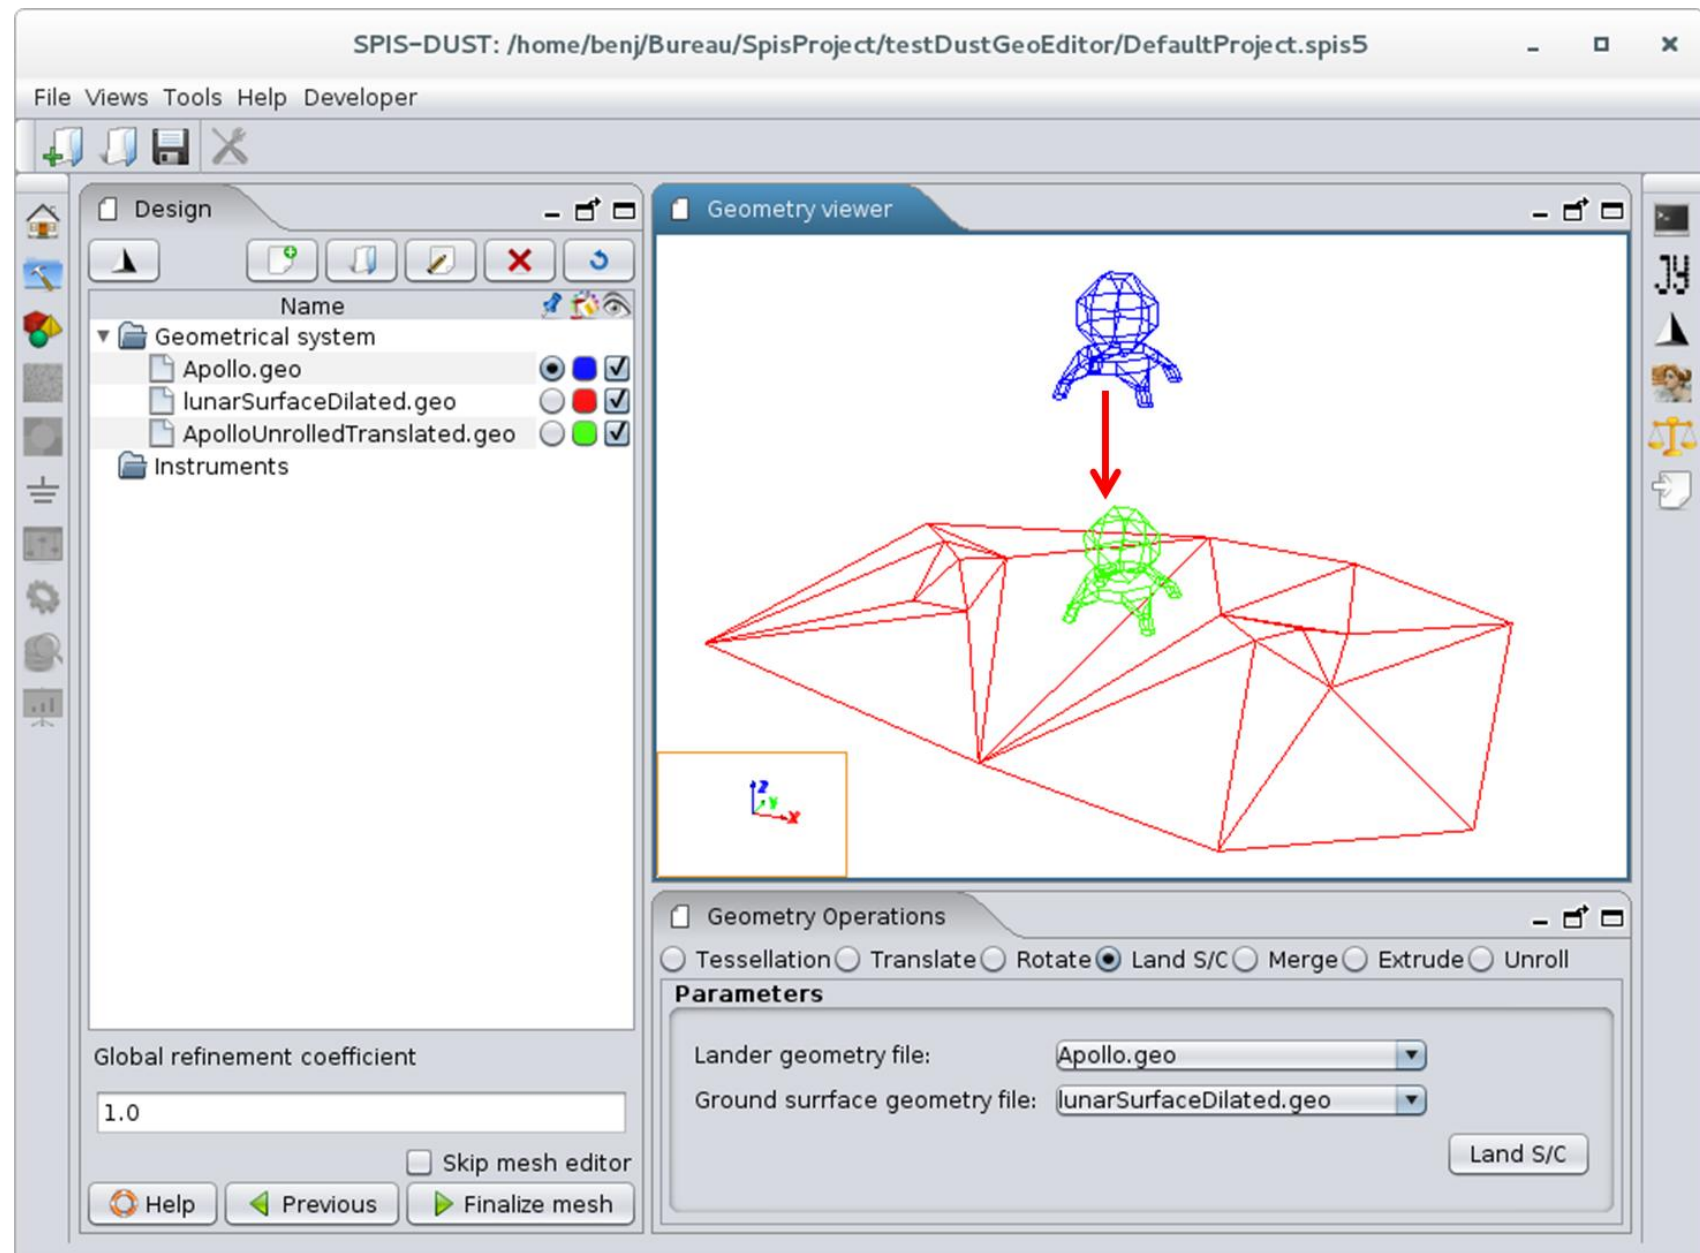 SPIS-DUST: /home/benj/Bureau/SpisProject/testDustGeoEditor/DefaultProject.spis5
File Views Tools Help Developer
Design
Name
Geometrical system
Apollo.geo
lunarSurfaceDilated.geo
ApolloUnrolledTranslated.geo
Instruments
Global refinement coefficient
1.0
Skip mesh editor
Help Previous Finalize mesh
Geometry viewer
Z
Y
X
Geometry Operations
Tessellation Translate Rotate Land S/C Merge Extrude Unroll
Parameters
Lander geometry file: Apollo.geo
Ground surrface geometry file: lunarSurfaceDilated.geo
Land S/C
JY